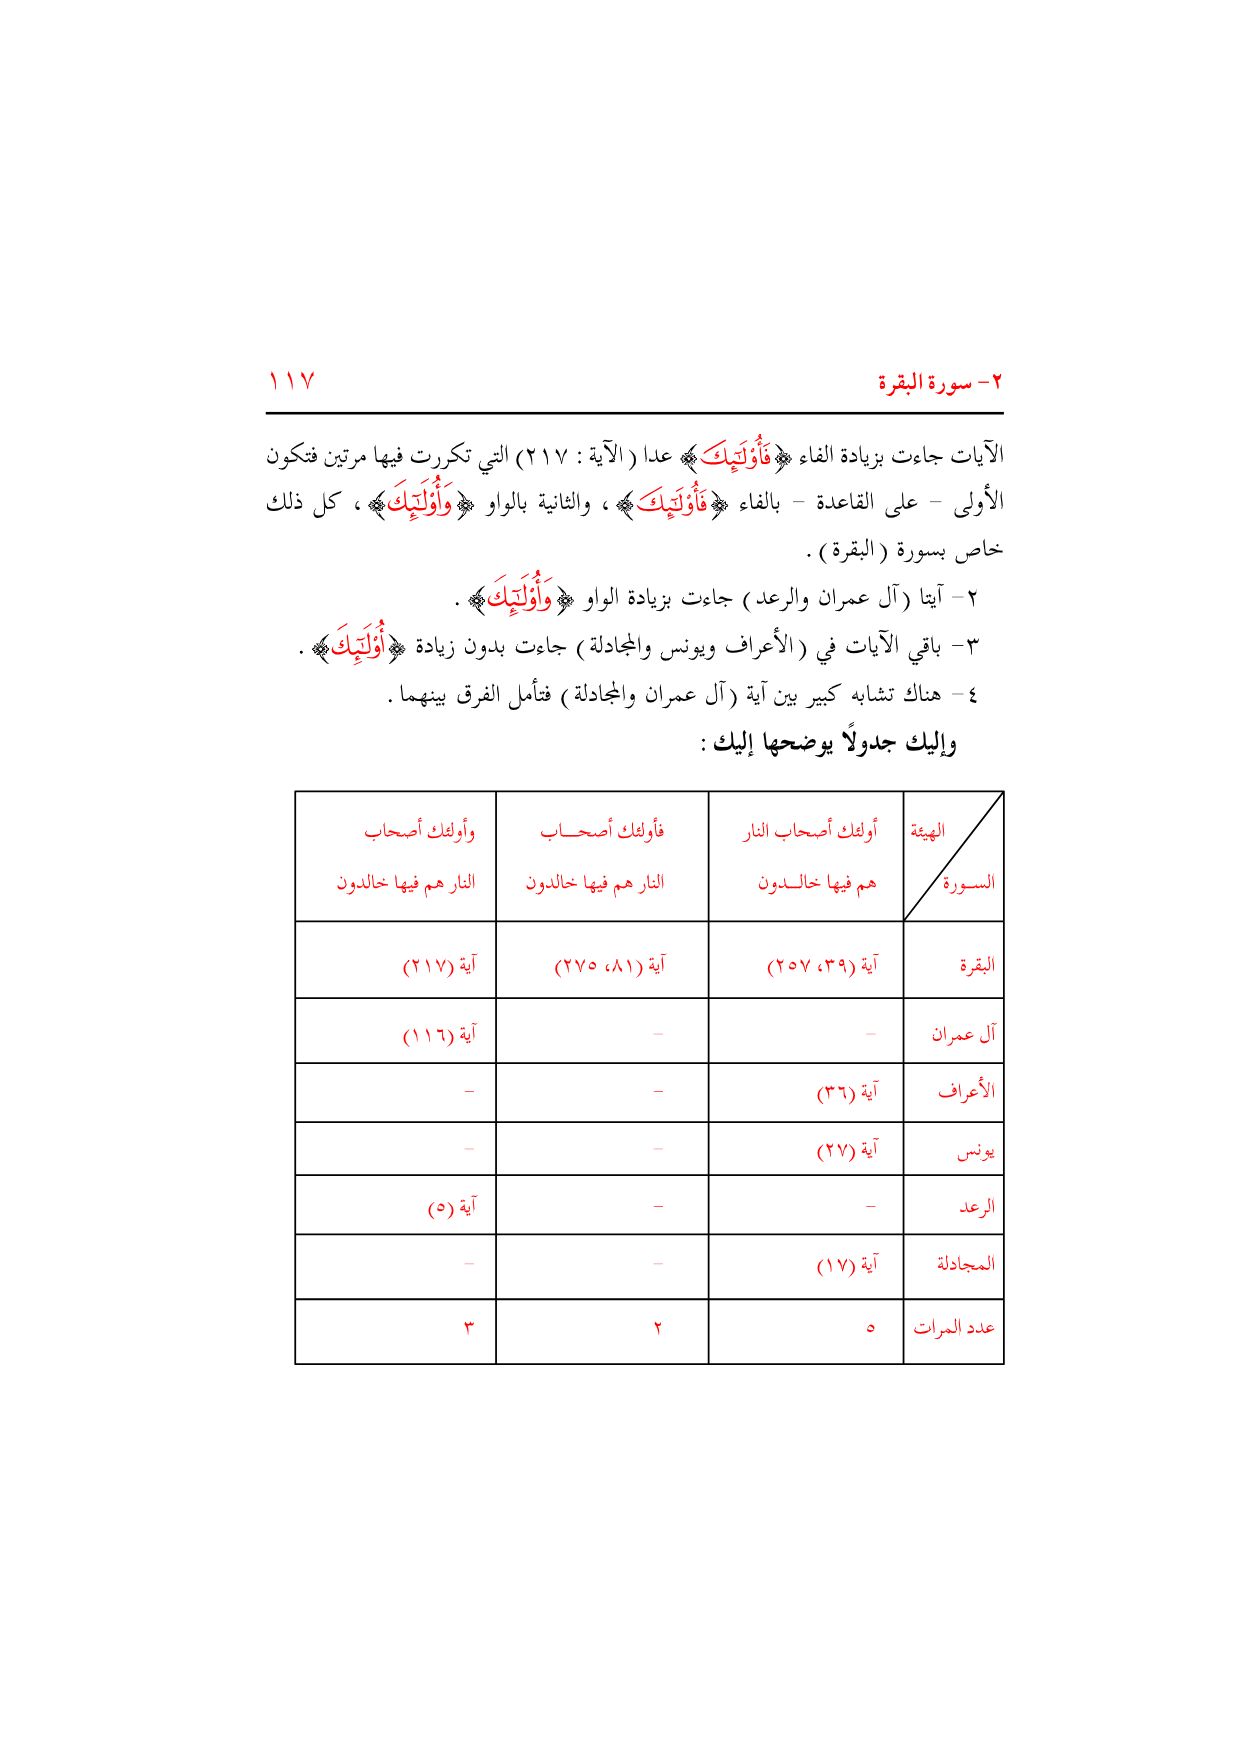 ٢- سورة البقرة ١١٧
الآيات جاءت بزيادة الفاء ﴿فَأُوْلَٰٓئِكَ﴾ عدا (الآية : ٢١٧) التي تكررت فيها مرتين فتكون
الأولى – على القاعدة – بالفاء ﴿فَأُوْلَٰٓئِكَ﴾ ، والثانية بالواو ﴿وَأُوْلَٰٓئِكَ﴾ ، كل ذلك
خاص بسورة (البقرة) .
٢- آيتا (آل عمران والرعد) جاءت بزيادة الواو ﴿وَأُوْلَٰٓئِكَ﴾ .
٣- باقي الآيات في (الأعراف ويونس والمجادلة) جاءت بدون زيادة ﴿أُوْلَٰٓئِكَ﴾ .
٤- هناك تشابه كبير بين آية (آل عمران والمجادلة) فتأمل الفرق بينهما .
وإليك جدولًا يوضحها إليك :
الهيئة أولئك أصحاب النار فأولئك أصحـــاب وأولئك أصحاب
الســورة هم فيها خالــدون النار هم فيها خالدون النار هم فيها خالدون
البقرة آية (٣٩، ٢٥٧) آية (٨١، ٢٧٥) آية (٢١٧)
آل عمران – – آية (١١٦)
الأعراف آية (٣٦) – –
يونس آية (٢٧) – –
الرعد – – آية (٥)
المجادلة آية (١٧) – –
عدد المرات ٥ ٢ ٣